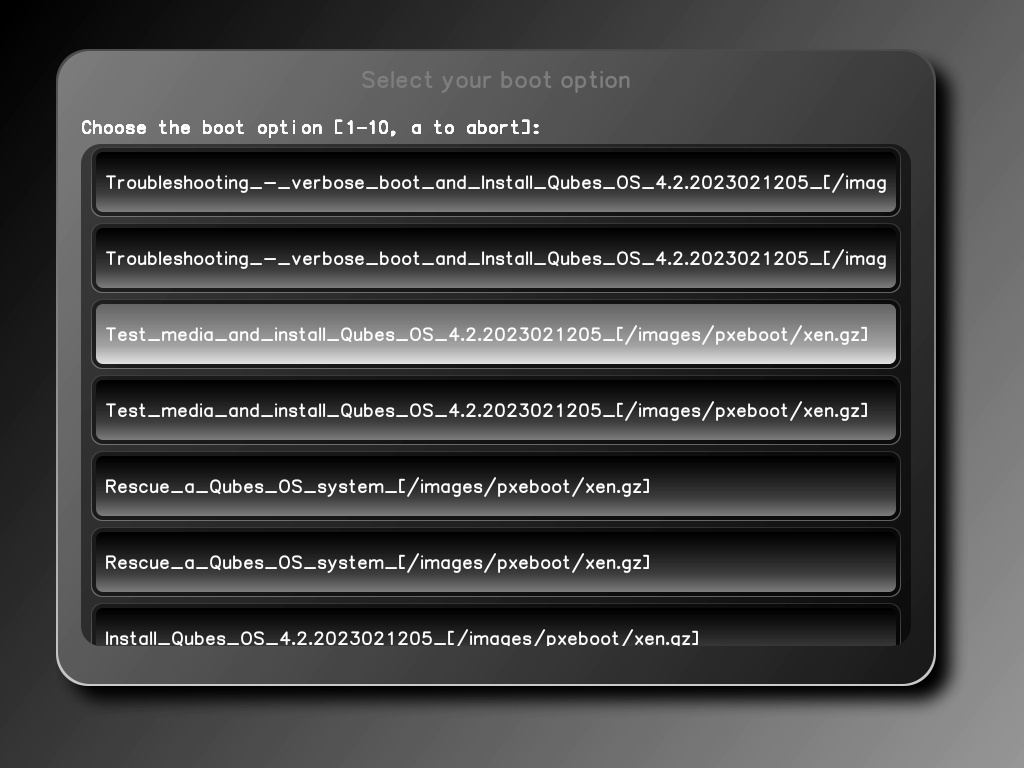 Select your boot option
Choose the boot option [1-10, a to abort]:
Troubleshooting_-_verbose_boot_and_Install_Qubes_OS_4.2.2023021205_[/imag
Troubleshooting_-_verbose_boot_and_Install_Qubes_OS_4.2.2023021205_[/imag
Test_media_and_install_Qubes_OS_4.2.2023021205_[/images/pxeboot/xen.gz]
Test_media_and_install_Qubes_OS_4.2.2023021205_[/images/pxeboot/xen.gz]
Rescue_a_Qubes_OS_system_[/images/pxeboot/xen.gz]
Rescue_a_Qubes_OS_system_[/images/pxeboot/xen.gz]
Install_Qubes_OS_4.2.2023021205_[/images/pxeboot/xen.gz]